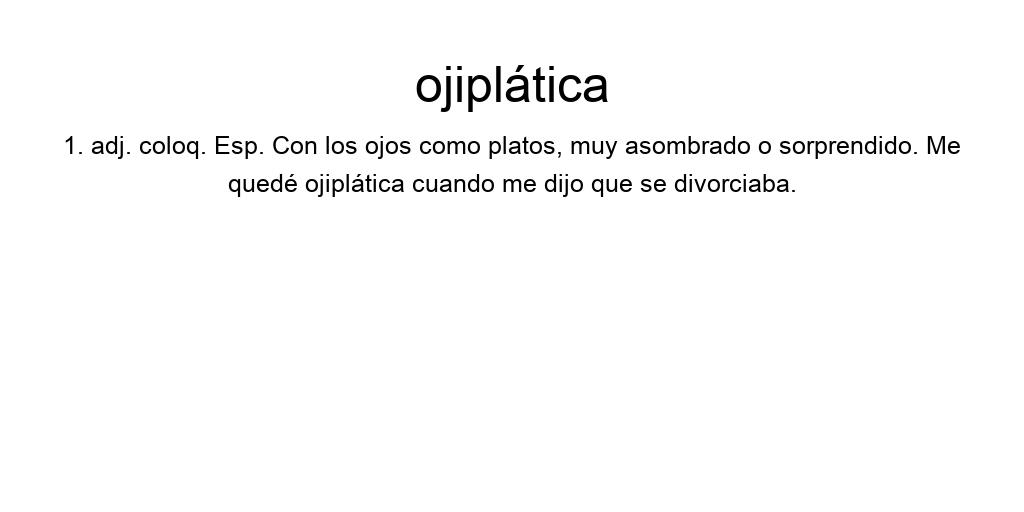 ojiplática
1. adj. coloq. Esp. Con los ojos como platos, muy asombrado o sorprendido. Me
quedé ojiplática cuando me dijo que se divorciaba.